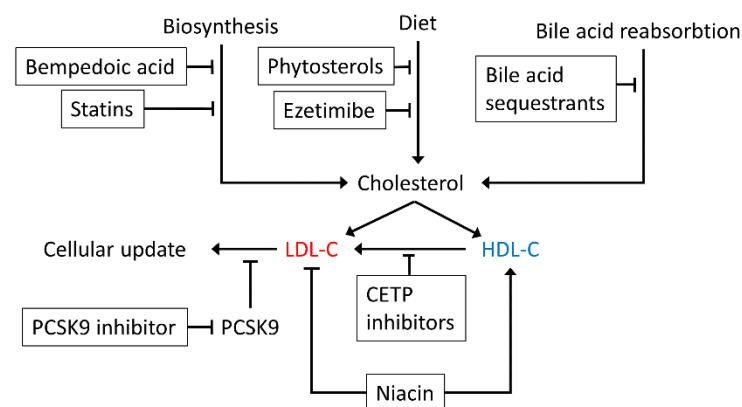 Biosynthesis
Diet
Bile acid reabsorbtion
Bempedoic acid
Phytosterols
Bile acid
sequestrants
Statins
Ezetimibe
Cholesterol
Cellular update
LDL-C
HDL-C
CETP
inhibitors
PCSK9 inhibitor
PCSK9
Niacin